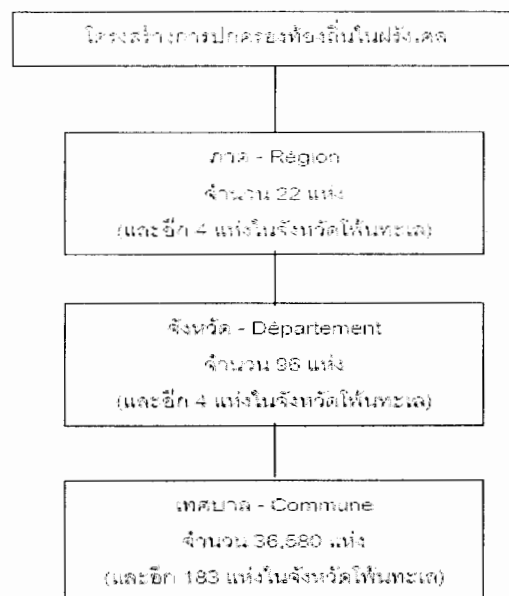 โครงสร้างการปกครองท้องถิ่นในฝรั่งเศส
ภาค - Région
จำนวน 22 แห่ง
(และอีก 4 แห่งในจังหวัดโพ้นทะเล)
จังหวัด - Département
จำนวน 96 แห่ง
(และอีก 4 แห่งในจังหวัดโพ้นทะเล)
เทศบาล - Commune
จำนวน 36,580 แห่ง
(และอีก 183 แห่งในจังหวัดโพ้นทะเล)